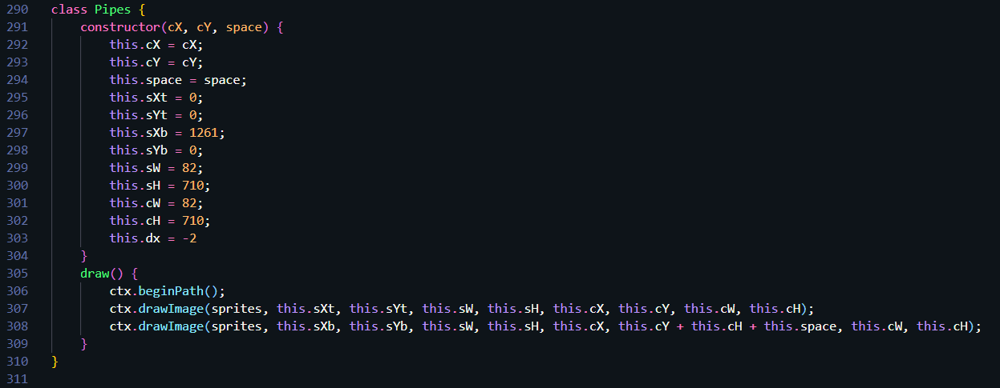 290 class Pipes {
291     constructor(cX, cY, space) {
292         this.cX = cX;
293         this.cY = cY;
294         this.space = space;
295         this.sXt = 0;
296         this.sYt = 0;
297         this.sXb = 1261;
298         this.sYb = 0;
299         this.sW = 82;
300         this.sH = 710;
301         this.cW = 82;
302         this.cH = 710;
303         this.dx = -2
304     }
305     draw() {
306         ctx.beginPath();
307         ctx.drawImage(sprites, this.sXt, this.sYt, this.sW, this.sH, this.cX, this.cY, this.cW, this.cH);
308         ctx.drawImage(sprites, this.sXb, this.sYb, this.sW, this.sH, this.cX, this.cY + this.cH + this.space, this.cW, this.cH);
309     }
310 }
311